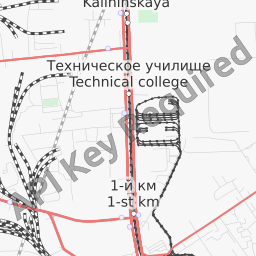 Kalininskaya
Техническое училище
Technical college
API Key Required
1-й км
1-st km